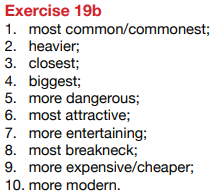 Exercise 19b
1. most common/commonest;
2. heavier;
3. closest;
4. biggest;
5. more dangerous;
6. most attractive;
7. more entertaining;
8. most breakneck;
9. more expensive/cheaper;
10. more modern.